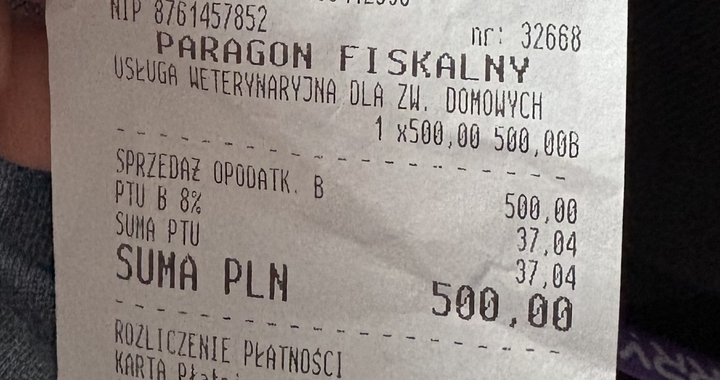 NIP 8761457852 nr: 32668
PARAGON FISKALNY
USŁUGA WETERYNARYJNA DLA ZW. DOMOWYCH
1 x500,00 500,00B
SPRZEDAŻ OPODATK. B 500,00
PTU B 8% 37,04
SUMA PTU 37,04
SUMA PLN 500,00
ROZLICZENIE PŁATNOŚCI
KARTA